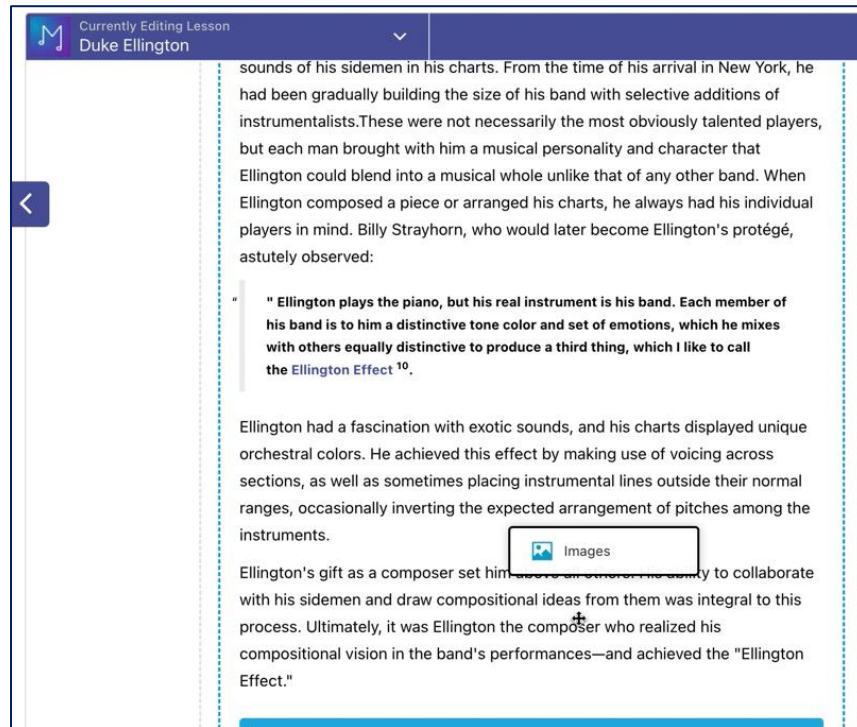 Currently Editing Lesson
Duke Ellington
sounds of his sidemen in his charts. From the time of his arrival in New York, he
had been gradually building the size of his band with selective additions of
instrumentalists.These were not necessarily the most obviously talented players,
but each man brought with him a musical personality and character that
Ellington could blend into a musical whole unlike that of any other band. When
Ellington composed a piece or arranged his charts, he always had his individual
players in mind. Billy Strayhorn, who would later become Ellington's protégé,
astutely observed:
“ " Ellington plays the piano, but his real instrument is his band. Each member of
his band is to him a distinctive tone color and set of emotions, which he mixes
with others equally distinctive to produce a third thing, which I like to call
the Ellington Effect 10.
Ellington had a fascination with exotic sounds, and his charts displayed unique
orchestral colors. He achieved this effect by making use of voicing across
sections, as well as sometimes placing instrumental lines outside their normal
ranges, occasionally inverting the expected arrangement of pitches among the
instruments.
Images
Ellington's gift as a composer set him above all others. His ability to collaborate
with his sidemen and draw compositional ideas from them was integral to this
process. Ultimately, it was Ellington the composer who realized his
compositional vision in the band's performances—and achieved the "Ellington
Effect."